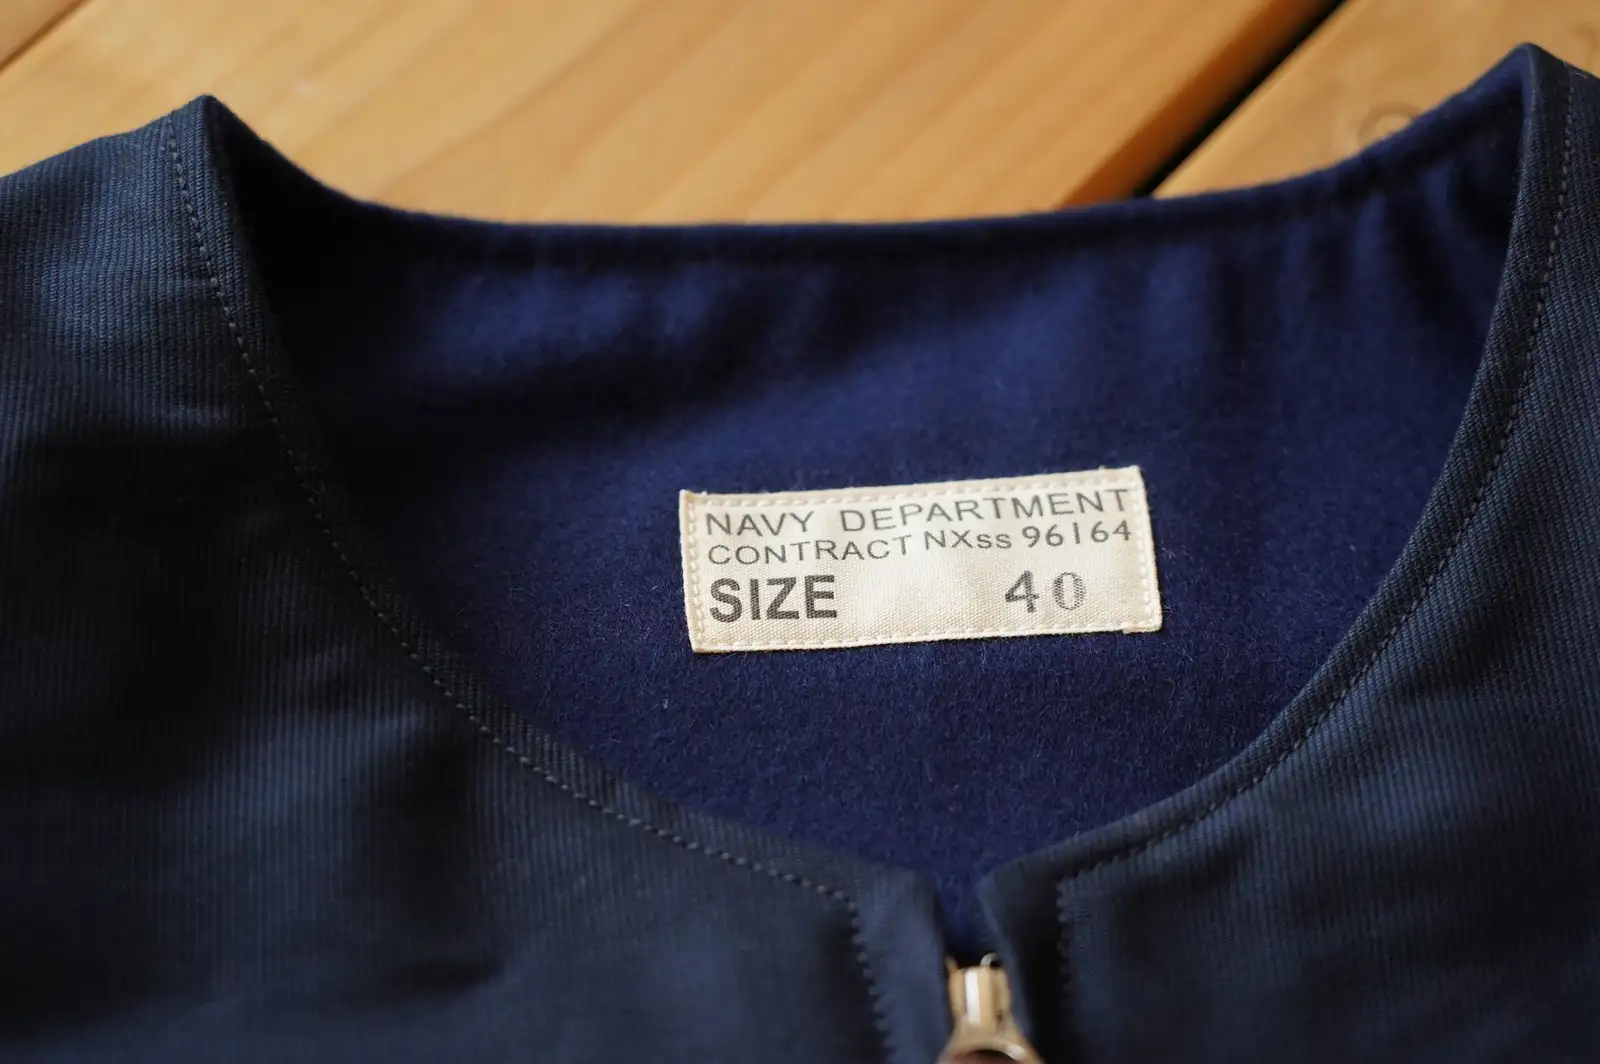 NAVY DEPARTMENT
CONTRACT NXss 96164
SIZE 40